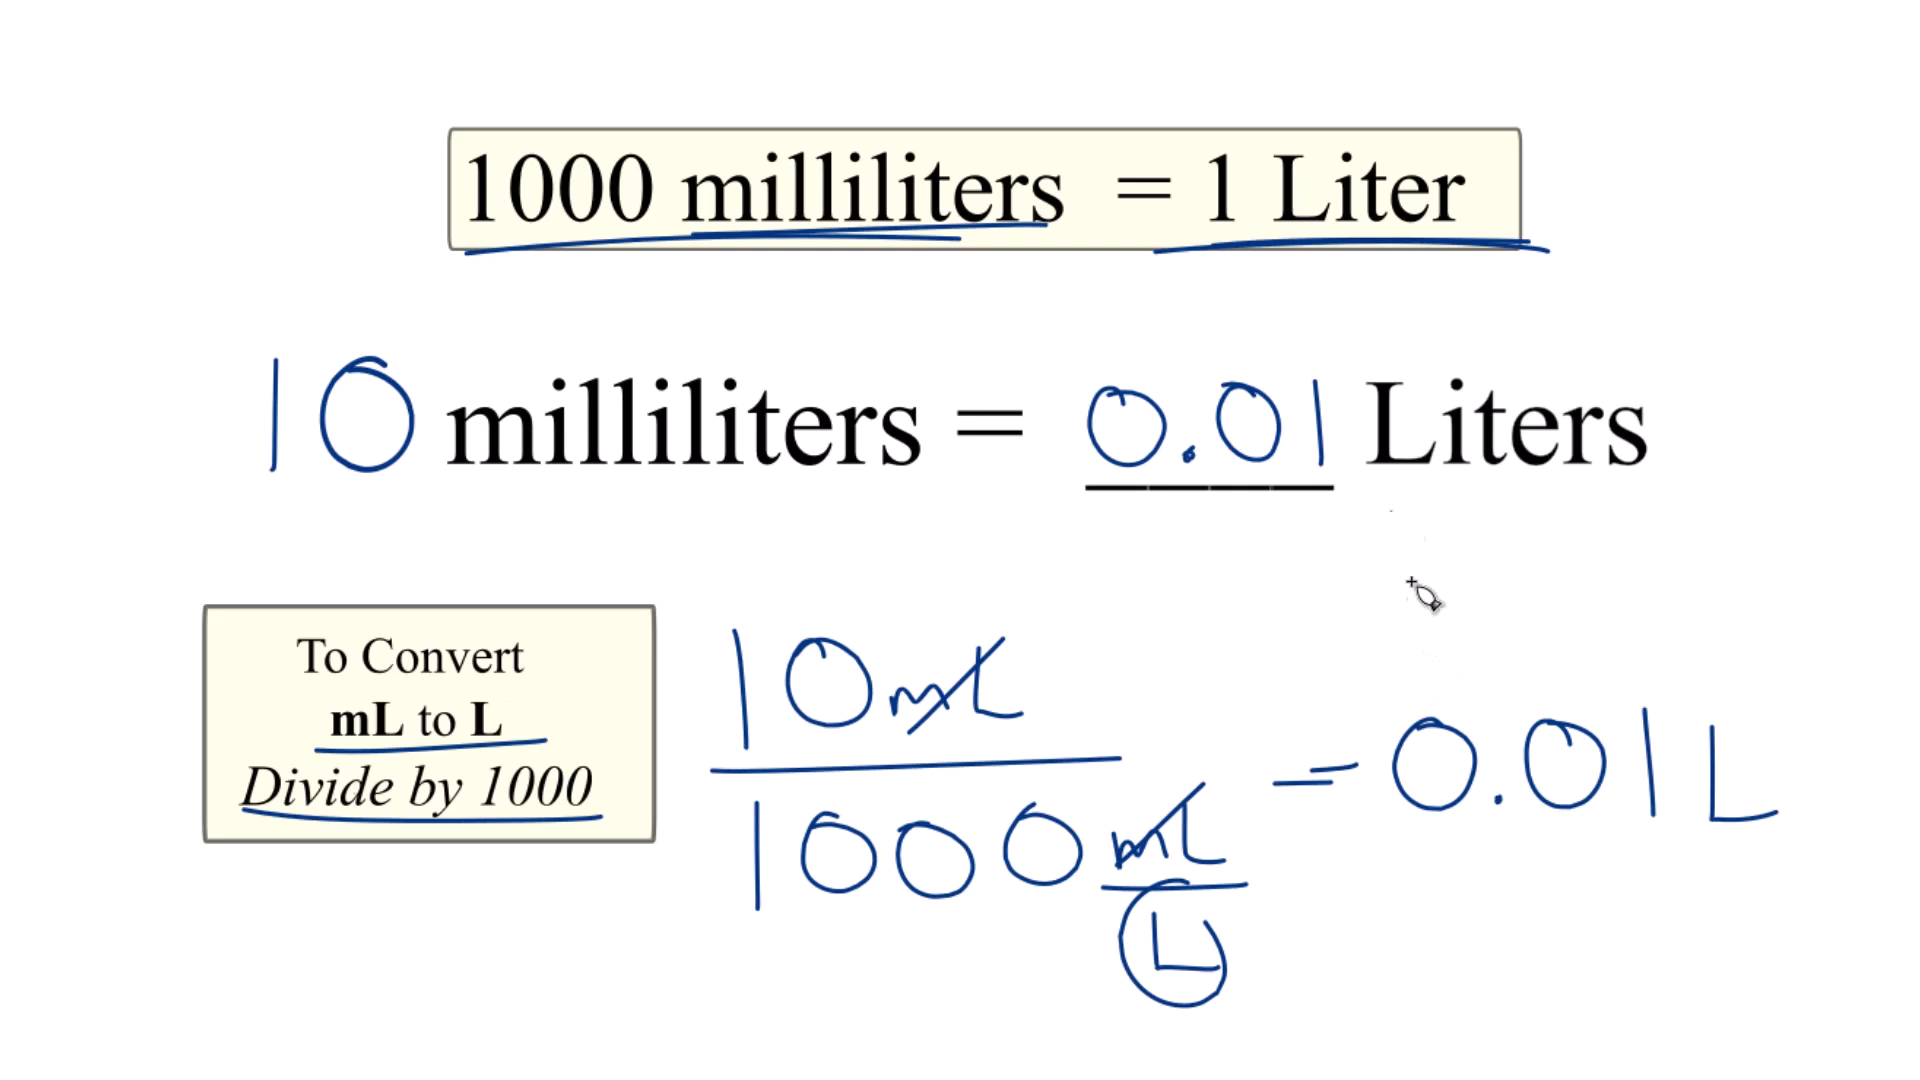 1000 milliliters = 1 Liter
10 milliliters = 0.01 Liters
To Convert
mL to L
Divide by 1000
10 mL
1000 mL
L
= 0.01 L